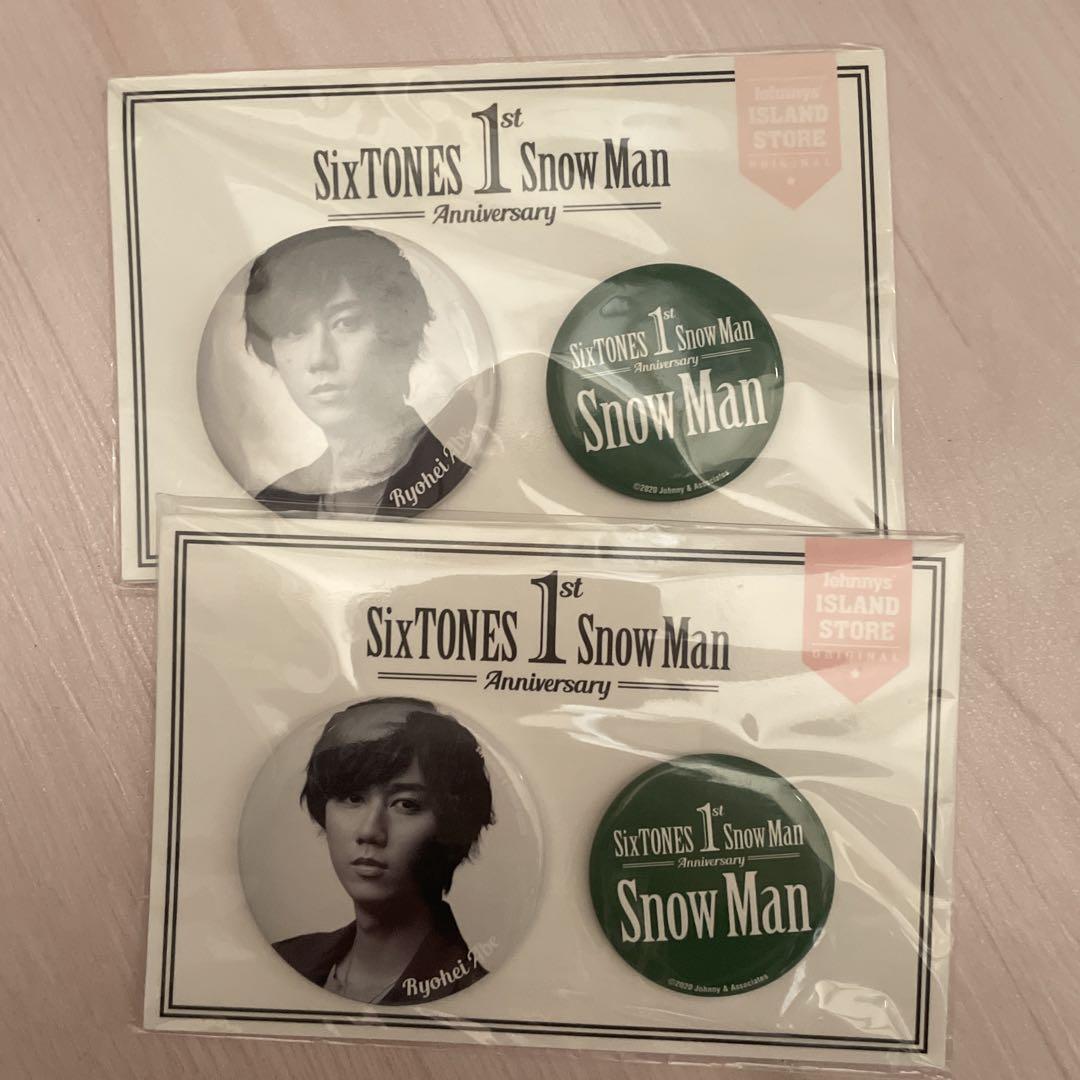 SixTONES 1st Snow Man
Anniversary
Johnnys'
ISLAND
STORE
ORIGINAL
Ryohei Abe
SixTONES 1st Snow Man
Anniversary
Snow Man
©2020 Johnny & Associates
SixTONES 1st Snow Man
Anniversary
Johnnys'
ISLAND
STORE
ORIGINAL
Ryohei Abe
SixTONES 1st Snow Man
Anniversary
Snow Man
©2020 Johnny & Associates